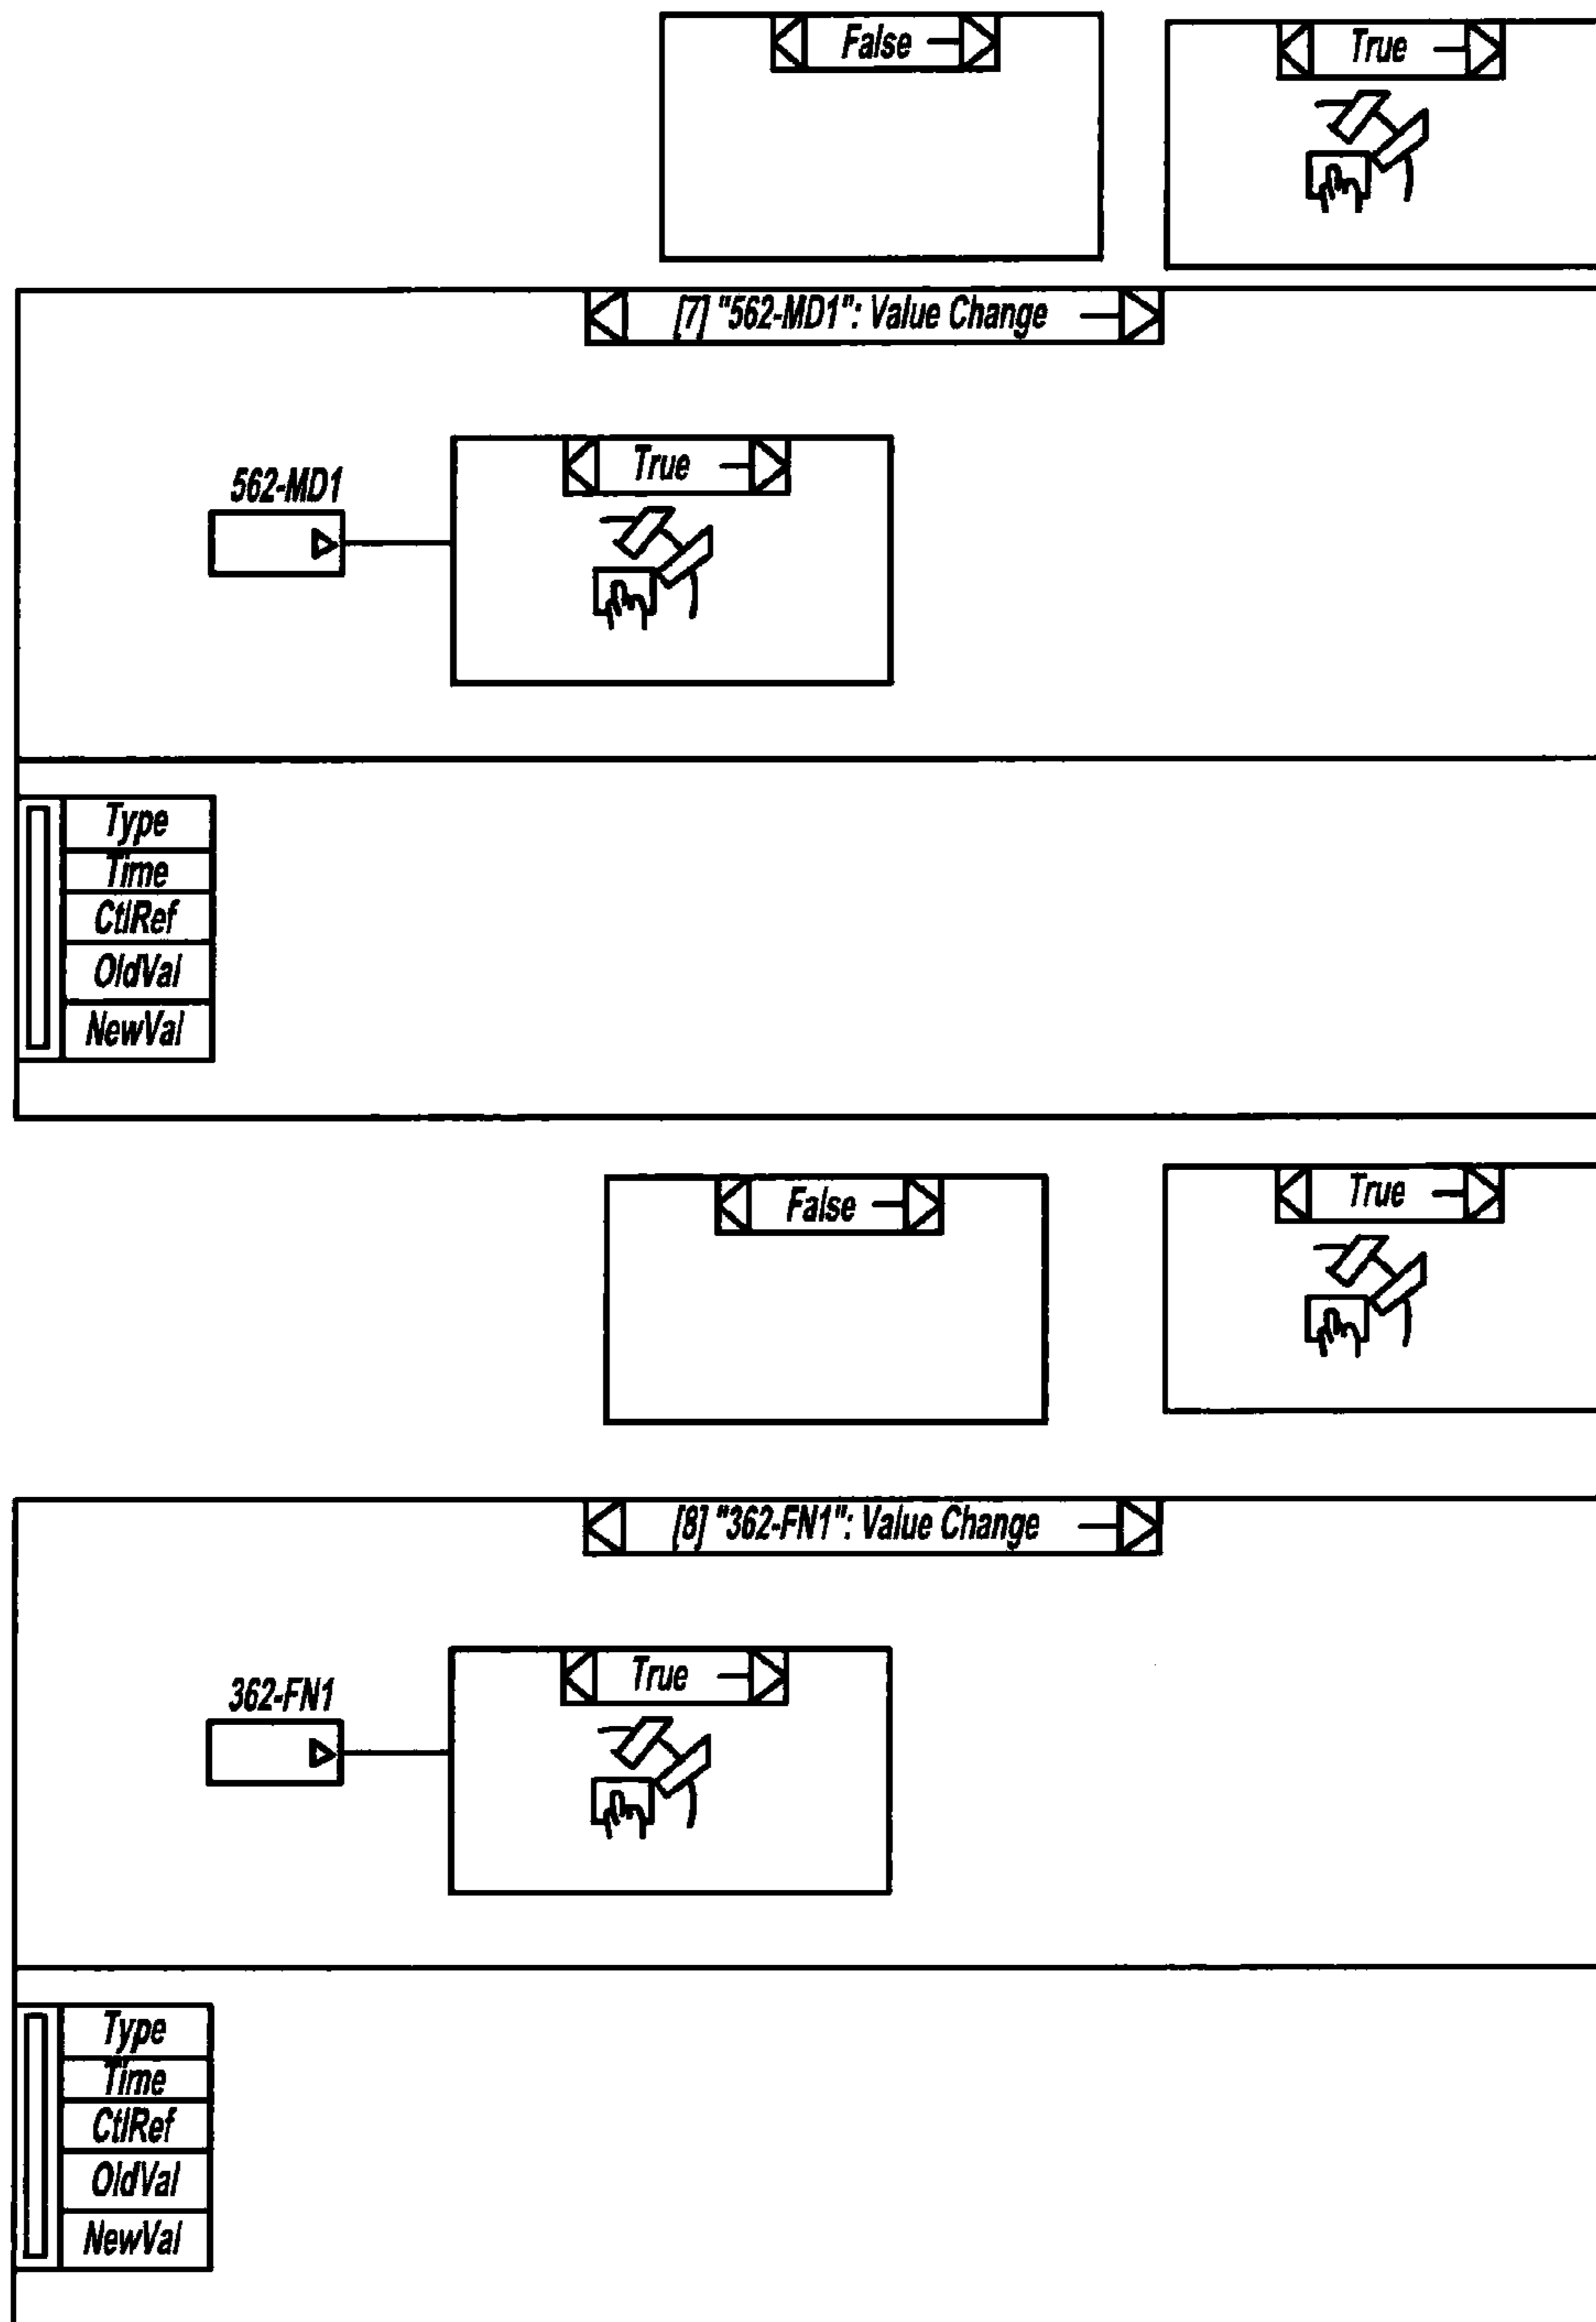 False
True
[7] "562-MD1": Value Change
True
562-MD1
Type
Time
CtlRef
OldVal
NewVal
False
True
[8] "362-FN1": Value Change
True
362-FN1
Type
Time
CtlRef
OldVal
NewVal